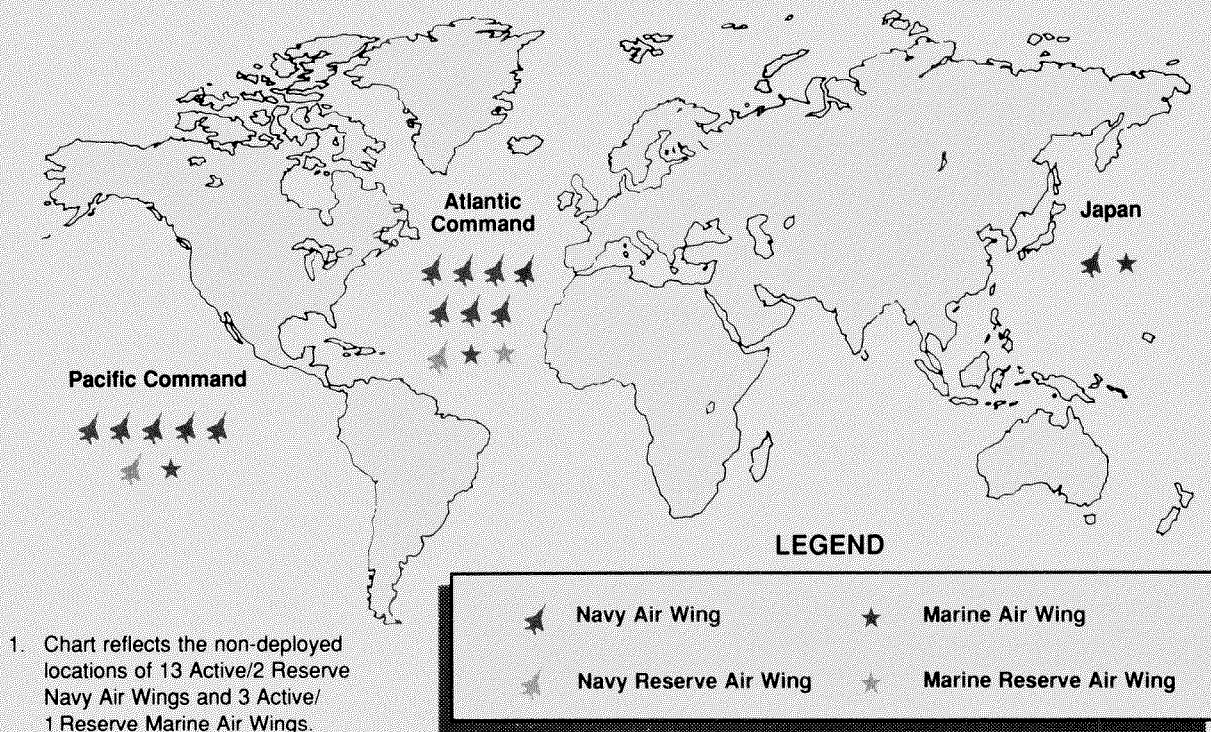 Atlantic
Command
Japan
Pacific Command
LEGEND
Navy Air Wing
Marine Air Wing
Navy Reserve Air Wing
Marine Reserve Air Wing
1. Chart reflects the non-deployed
locations of 13 Active/2 Reserve
Navy Air Wings and 3 Active/
1 Reserve Marine Air Wings.